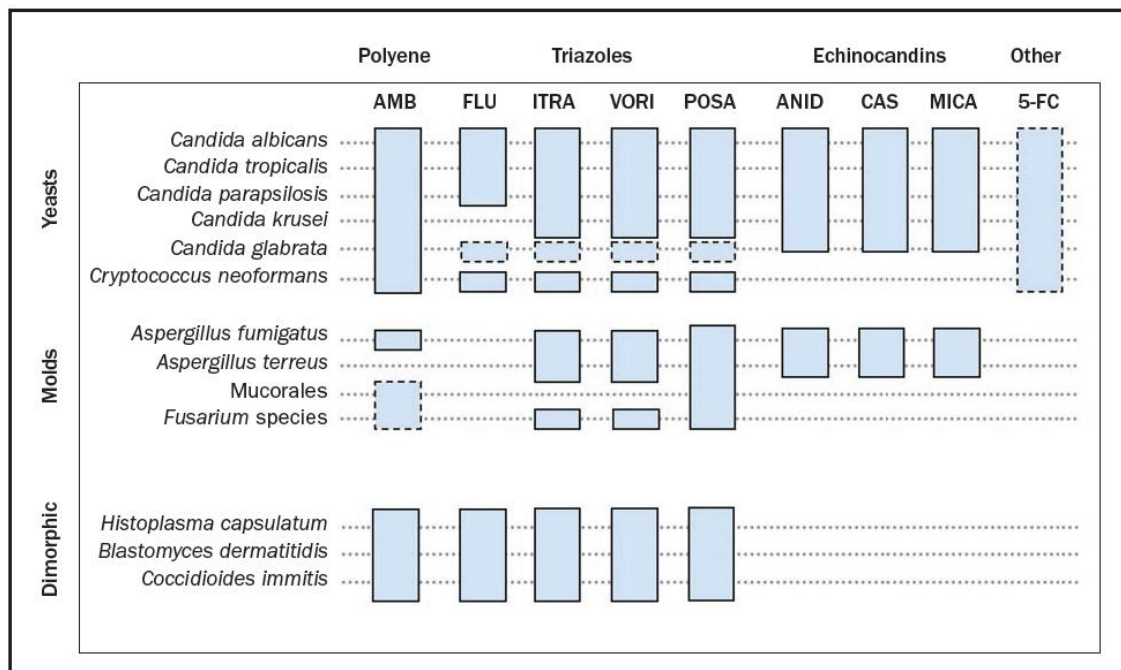 Polyene Triazoles Echinocandins Other
AMB FLU ITRA VORI POSA ANID CAS MICA 5-FC
Yeasts
Candida albicans
Candida tropicalis
Candida parapsilosis
Candida krusei
Candida glabrata
Cryptococcus neoformans
Molds
Aspergillus fumigatus
Aspergillus terreus
Mucorales
Fusarium species
Dimorphic
Histoplasma capsulatum
Blastomyces dermatitidis
Coccidioides immitis